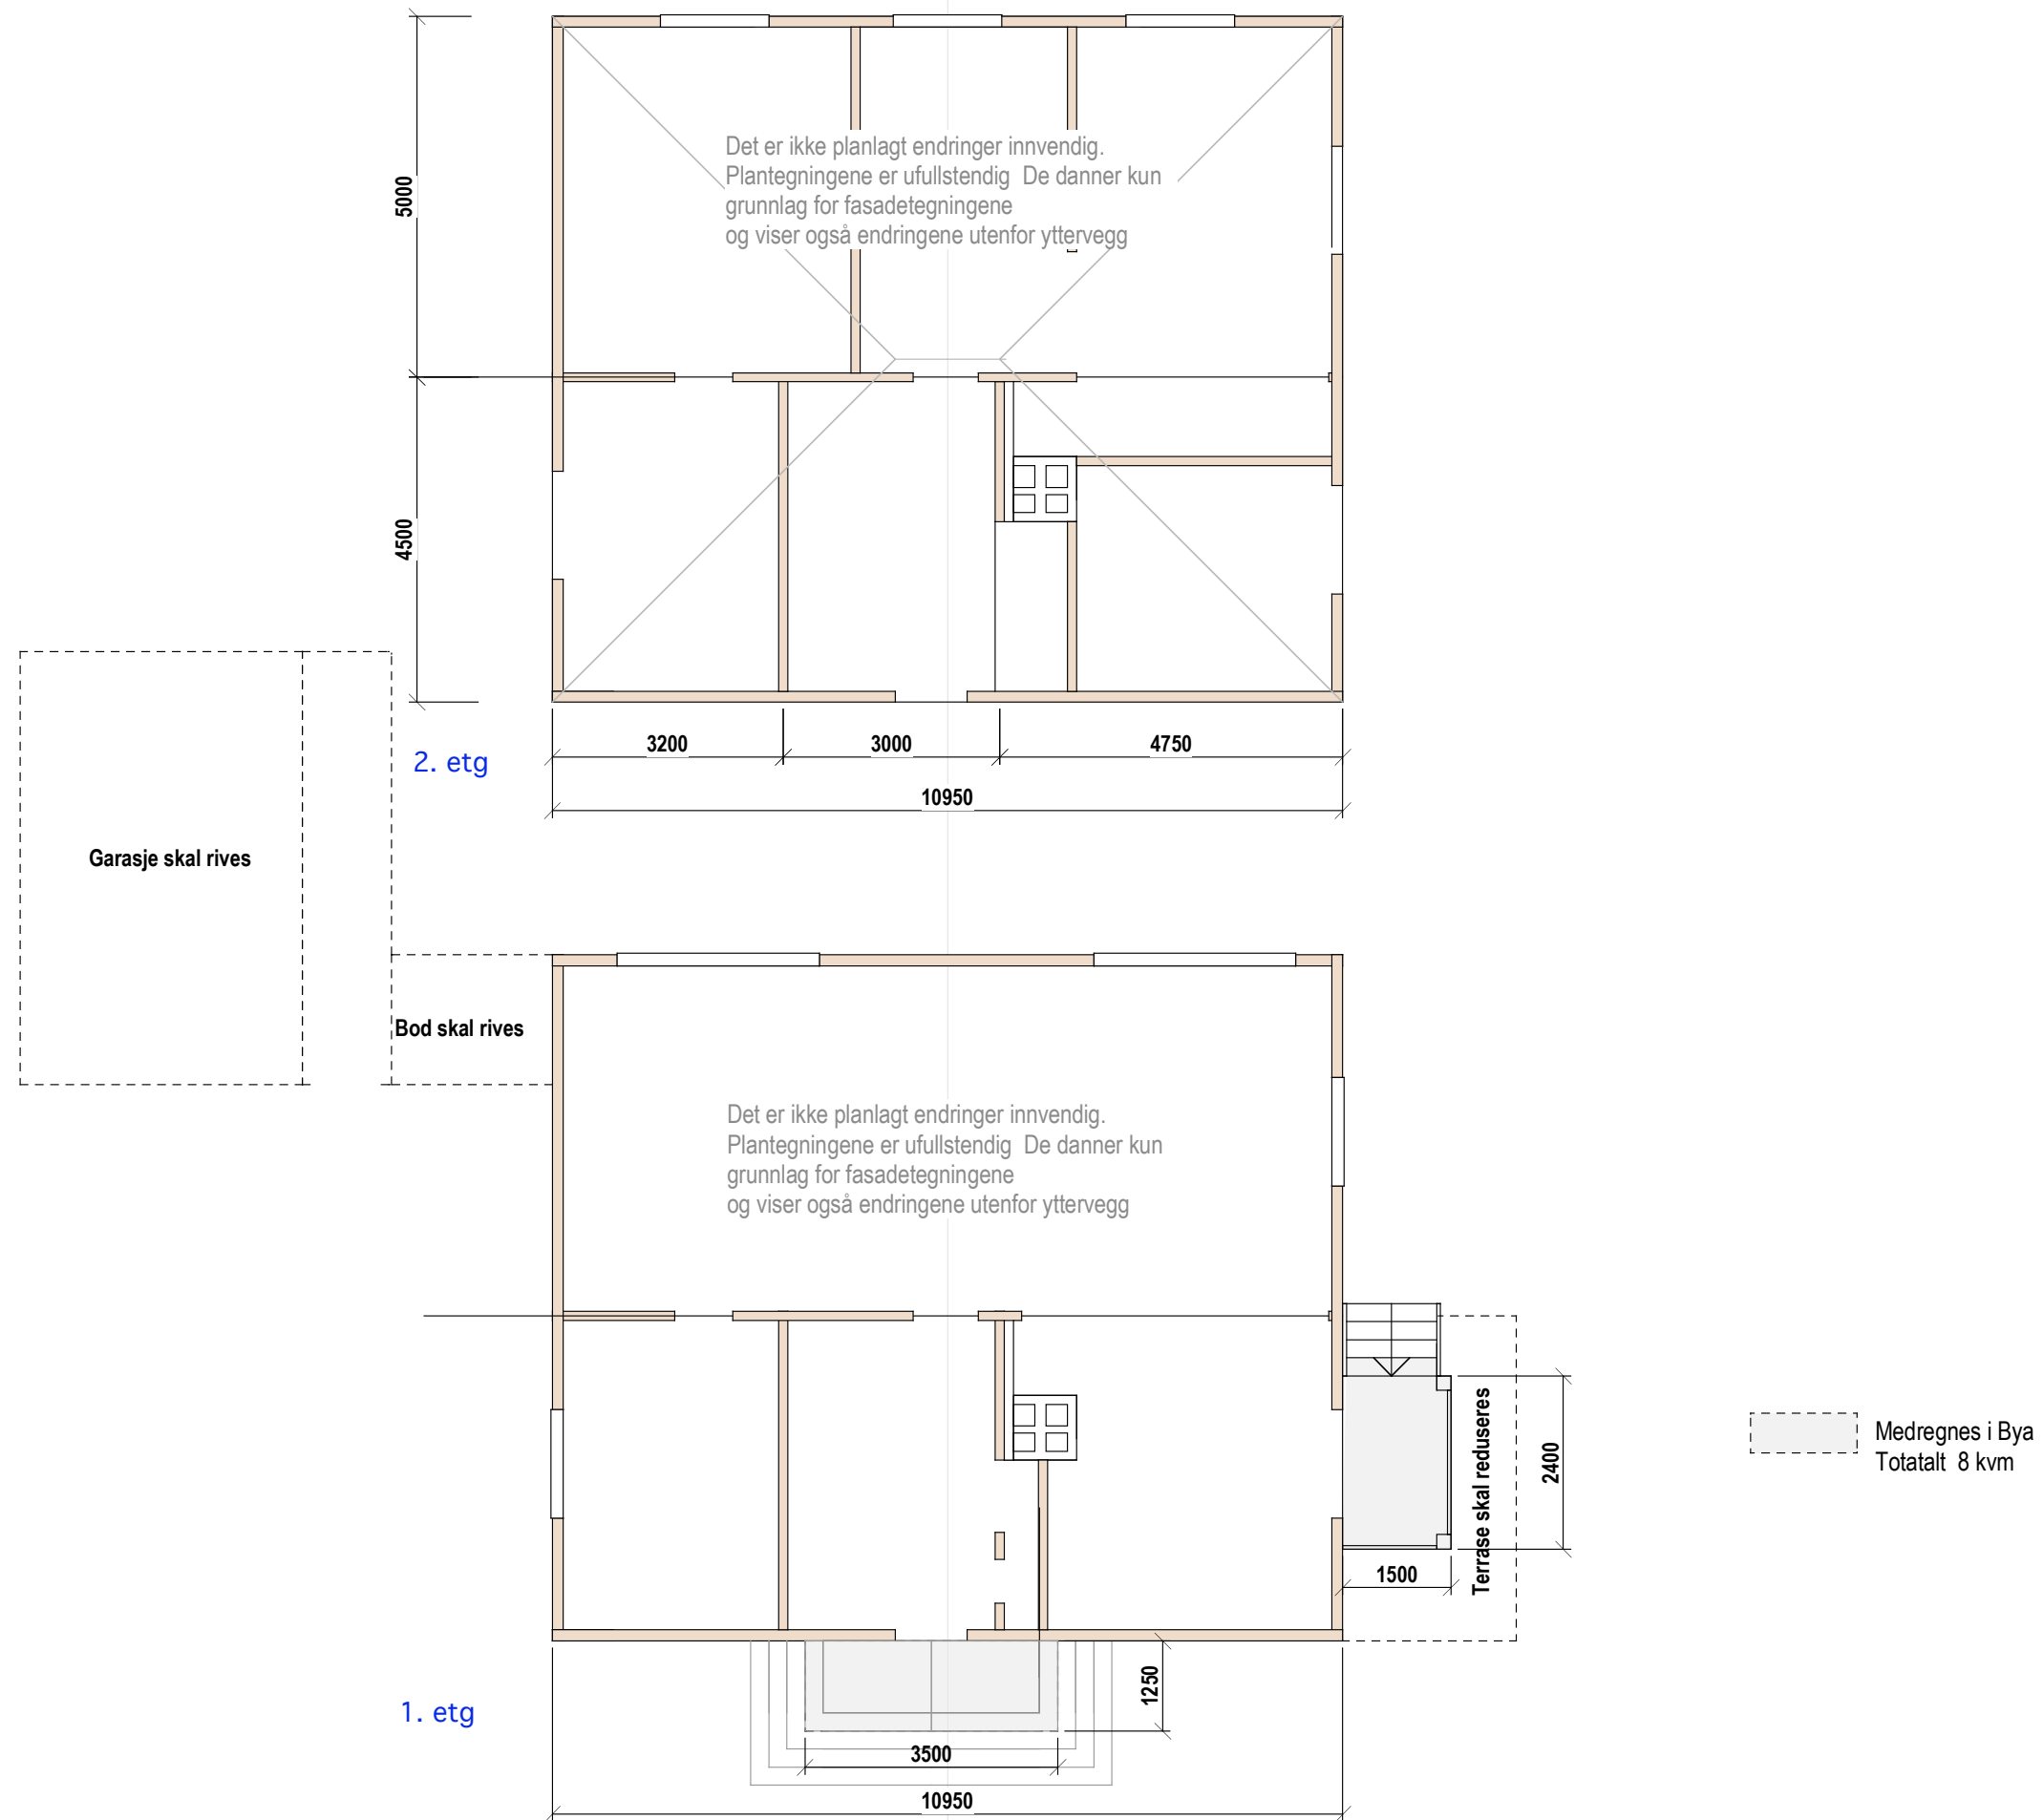 Det er ikke planlagt endringer innvendig.
Plantegningene er ufullstendig  De danner kun
grunnlag for fasadetegningene
og viser også endringene utenfor yttervegg
5000
4500
3200
3000
4750
2. etg
10950
Garasje skal rives
Bod skal rives
Det er ikke planlagt endringer innvendig.
Plantegningene er ufullstendig  De danner kun
grunnlag for fasadetegningene
og viser også endringene utenfor yttervegg
Terrase skal reduseres
2400
Medregnes i Bya
Totatalt  8 kvm
1500
1250
1. etg
3500
10950